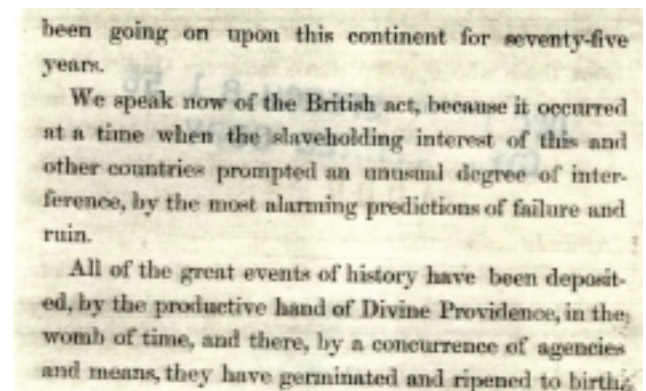 been going on upon this continent for seventy-five
years.
We speak now of the British act, because it occurred
at a time when the slaveholding interest of this and
other countries prompted an unusual degree of inter-
ference, by the most alarming predictions of failure and
ruin.
All of the great events of history have been deposit-
ed, by the productive hand of Divine Providence, in the
womb of time, and there, by a concurrence of agencies
and means, they have germinated and ripened to birth,